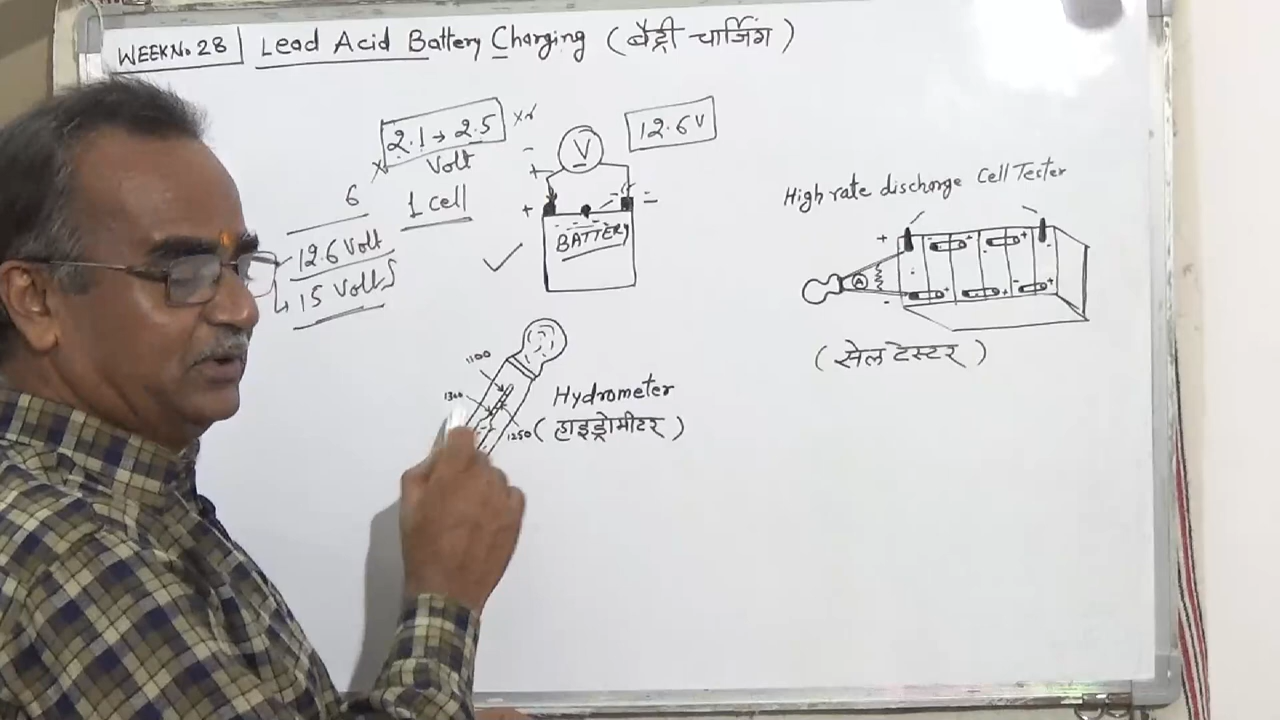 WEEK No. 28
Lead Acid Battery Charging (बैट्री चार्जिंग)
2.1 → 2.5
Volt
1 Cell
6
12.6 Volt
15 Volt
+
V
-
12.6 V
+
-
BATTERY
High rate discharge Cell Tester
+
A
-
(सेल टेस्टर)
1100
1300
1250
Hydrometer
(हाइड्रोमीटर)